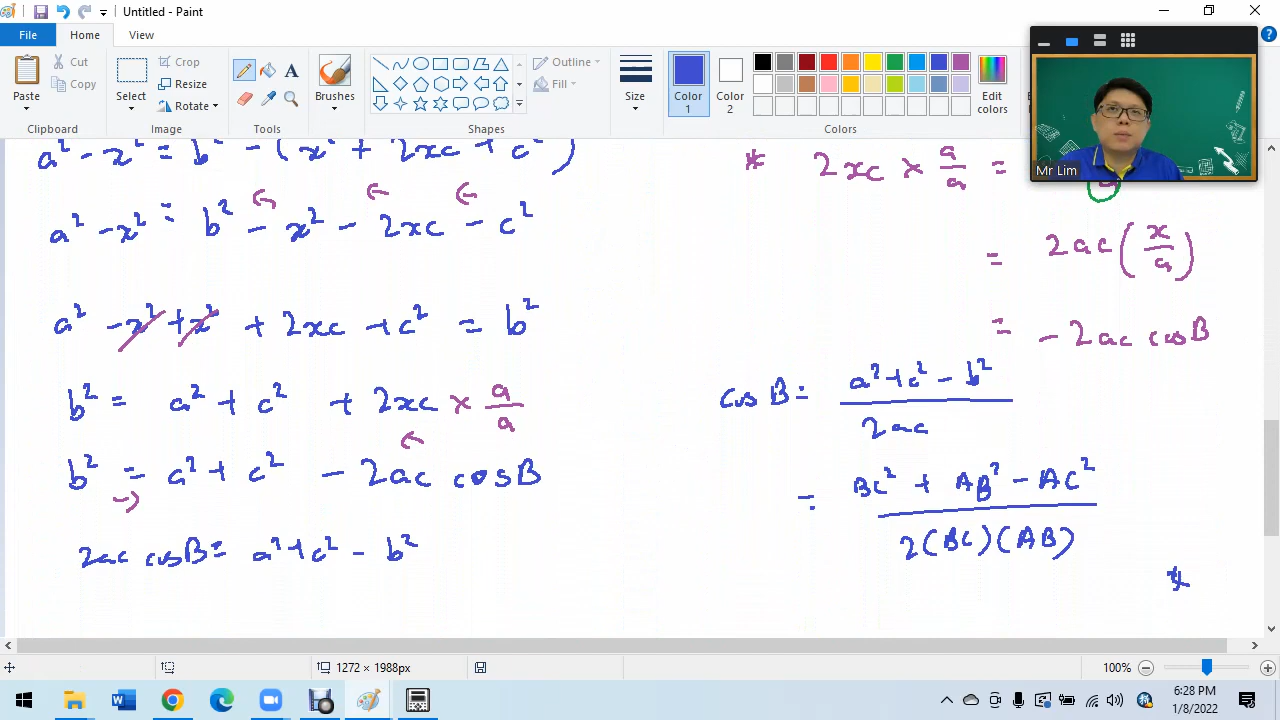 Untitled - Paint
File Home View
Paste Cut Copy Clipboard
Select Crop Resize Rotate Image
Tools
Brushes
Shapes Outline Fill
Size
Color 1 Color 2 Edit colors Colors
Mr Lim
a² - x² = b² - (x² + 2xc + c²)
a² - x² = b² - x² - 2xc - c²
a² - x² + x² + 2xc + c² = b²
b² = a² + c² + 2xc × a/a
b² = a² + c² - 2ac cosB
2ac cosB = a² + c² - b²
* 2xc × a/a =
= 2ac(x/a)
= -2ac cosB
cos B = (a² + c² - b²)/2ac
= (BC² + AB² - AC²)/2(BC)(AB)
*
1272 × 1988px
100%
6:28 PM
1/8/2022